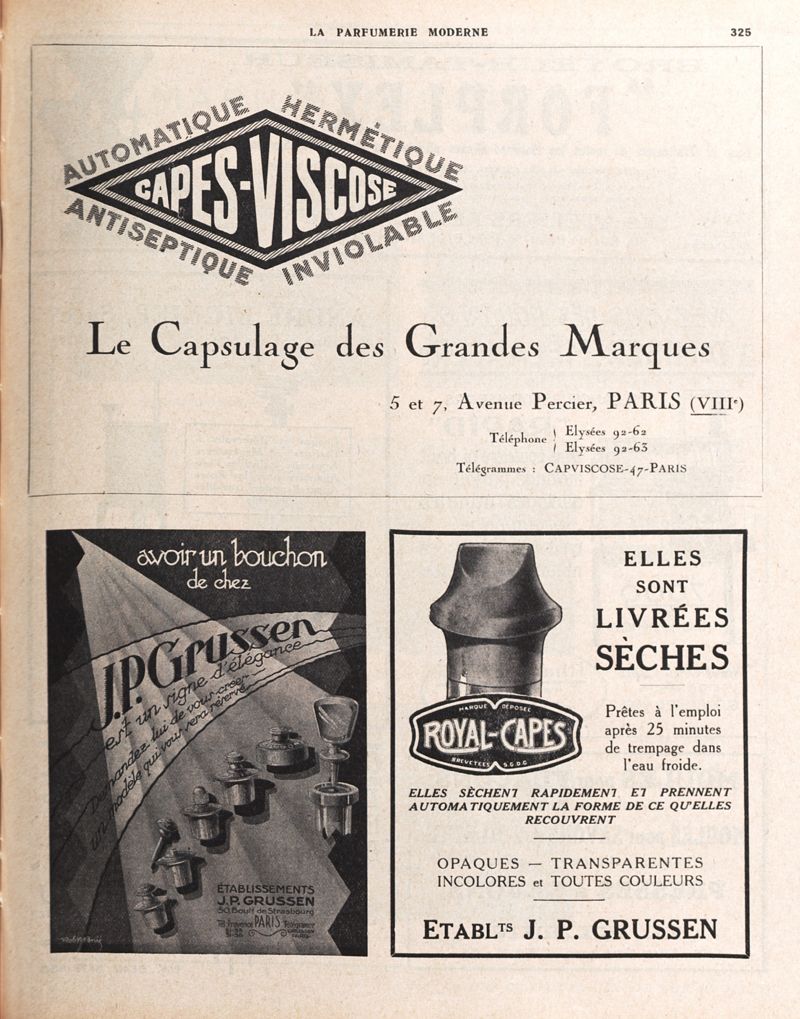 LA PARFUMERIE MODERNE
325
AUTOMATIQUE HERMÉTIQUE
CAPES-VISCOSE
ANTISEPTIQUE INVIOLABLE
Le Capsulage des Grandes Marques
5 et 7, Avenue Percier, PARIS (VIIIe)
Téléphone { Elysées 92-62
Elysées 92-63
Télégrammes : CAPVISCOSE-47-PARIS
avoir un bouchon
de chez
J.P. Grussen
est un signe d'élégance
Demandez lui de vous créer
un modèle qui vous sera réservé
ÉTABLISSEMENTS
J.P. GRUSSEN
50, Boulf de Strasbourg
PARIS
ELLES
SONT
LIVRÉES
SÈCHES
MARQUE DÉPOSÉE
ROYAL-CAPES
BREVETÉES S.G.D.G
Prêtes à l'emploi
après 25 minutes
de trempage dans
l'eau froide.
ELLES SÈCHENT RAPIDEMENT ET PRENNENT
AUTOMATIQUEMENT LA FORME DE CE QU'ELLES
RECOUVRENT
OPAQUES — TRANSPARENTES
INCOLORES et TOUTES COULEURS
ETABLTS J. P. GRUSSEN